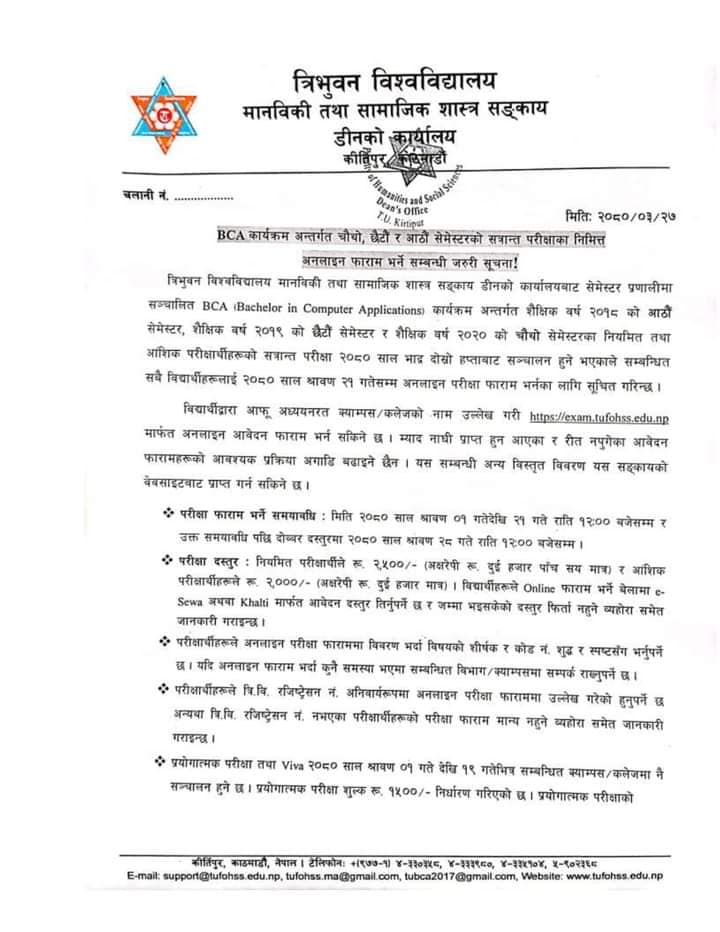 त्रिभुवन विश्वविद्यालय
मानविकी तथा सामाजिक शास्त्र सङ्काय
डीनको कार्यालय
कीर्तिपुर, काठमाडौं
of Humanities and Social Sciences
Dean's Office
T.U. Kirtipur
चलानी नं. ..................
मिति: २०८०/०३/२७
BCA कार्यक्रम अन्तर्गत चौथो, छैटौं र आठौं सेमेस्टरको सत्रान्त परीक्षाका निमित्त
अनलाइन फाराम भर्ने सम्बन्धी जरुरी सूचना!
त्रिभुवन विश्वविद्यालय मानविकी तथा सामाजिक शास्त्र सङ्काय डीनको कार्यालयबाट सेमेस्टर प्रणालीमा
सञ्चालित BCA (Bachelor in Computer Applications) कार्यक्रम अन्तर्गत शैक्षिक वर्ष २०१८ को आठौं
सेमेस्टर, शैक्षिक वर्ष २०१९ को छैटौं सेमेस्टर र शैक्षिक वर्ष २०२० को चौथो सेमेस्टरका नियमित तथा
आंशिक परीक्षार्थीहरूको सत्रान्त परीक्षा २०८० साल भाद्र दोस्रो हप्ताबाट सञ्चालन हुने भएकाले सम्बन्धित
सबै विद्यार्थीहरूलाई २०८० साल श्रावण २१ गतेसम्म अनलाइन परीक्षा फाराम भर्नका लागि सूचित गरिन्छ ।
विद्यार्थीद्वारा आफू अध्ययनरत क्याम्पस/कलेजको नाम उल्लेख गरी https://exam.tufohss.edu.np
मार्फत अनलाइन आवेदन फाराम भर्न सकिने छ । म्याद नाघी प्राप्त हुन आएका र रीत नपुगेका आवेदन
फारामहरूको आवश्यक प्रक्रिया अगाडि बढाइने छैन । यस सम्बन्धी अन्य विस्तृत विवरण यस सङ्कायको
वेबसाइटबाट प्राप्त गर्न सकिने छ ।
❖ परीक्षा फाराम भर्ने समयावधि : मिति २०८० साल श्रावण ०१ गतेदेखि २१ गते राति १२:०० बजेसम्म र
उक्त समयावधि पछि दोब्बर दस्तुरमा २०८० साल श्रावण २८ गते राति १२:०० बजेसम्म ।
❖ परीक्षा दस्तुर : नियमित परीक्षार्थीले रू. २,५००/- (अक्षरेपी रू. दुई हजार पाँच सय मात्र) र आंशिक
परीक्षार्थीहरूले रू. २,०००/- (अक्षरेपी रू. दुई हजार मात्र) । विद्यार्थीहरूले Online फाराम भर्ने बेलामा e-
Sewa अथवा Khalti मार्फत आवेदन दस्तुर तिर्नुपर्ने छ र जम्मा भइसकेको दस्तुर फिर्ता नहुने व्यहोरा समेत
जानकारी गराइन्छ ।
❖ परीक्षार्थीहरूले अनलाइन परीक्षा फाराममा विवरण भर्दा विषयको शीर्षक र कोड नं. शुद्ध र स्पष्टसँग भर्नुपर्ने
छ । यदि अनलाइन फाराम भर्दा कुनै समस्या भएमा सम्बन्धित विभाग/क्याम्पसमा सम्पर्क राख्नुपर्ने छ ।
❖ परीक्षार्थीहरूले त्रि.वि. रजिष्ट्रेसन नं. अनिवार्यरूपमा अनलाइन परीक्षा फाराममा उल्लेख गरेको हुनुपर्ने छ
अन्यथा त्रि.वि. रजिष्ट्रेसन नं. नभएका परीक्षार्थीहरूको परीक्षा फाराम मान्य नहुने व्यहोरा समेत जानकारी
गराइन्छ ।
❖ प्रयोगात्मक परीक्षा तथा Viva २०८० साल श्रावण ०१ गते देखि १९ गतेभित्र सम्बन्धित क्याम्पस/कलेजमा नै
सञ्चालन हुने छ । प्रयोगात्मक परीक्षा शुल्क रू. १५००/- निर्धारण गरिएको छ । प्रयोगात्मक परीक्षाको
कीर्तिपुर, काठमाडौं, नेपाल । टेलिफोनः +(९७७-१) ४-३३०३५८, ४-३३३९८०, ४-३३५१०४, ५-९०२३६८
E-mail: support@tufohss.edu.np, tufohss.ma@gmail.com, tubca2017@gmail.com, Website: www.tufohss.edu.np